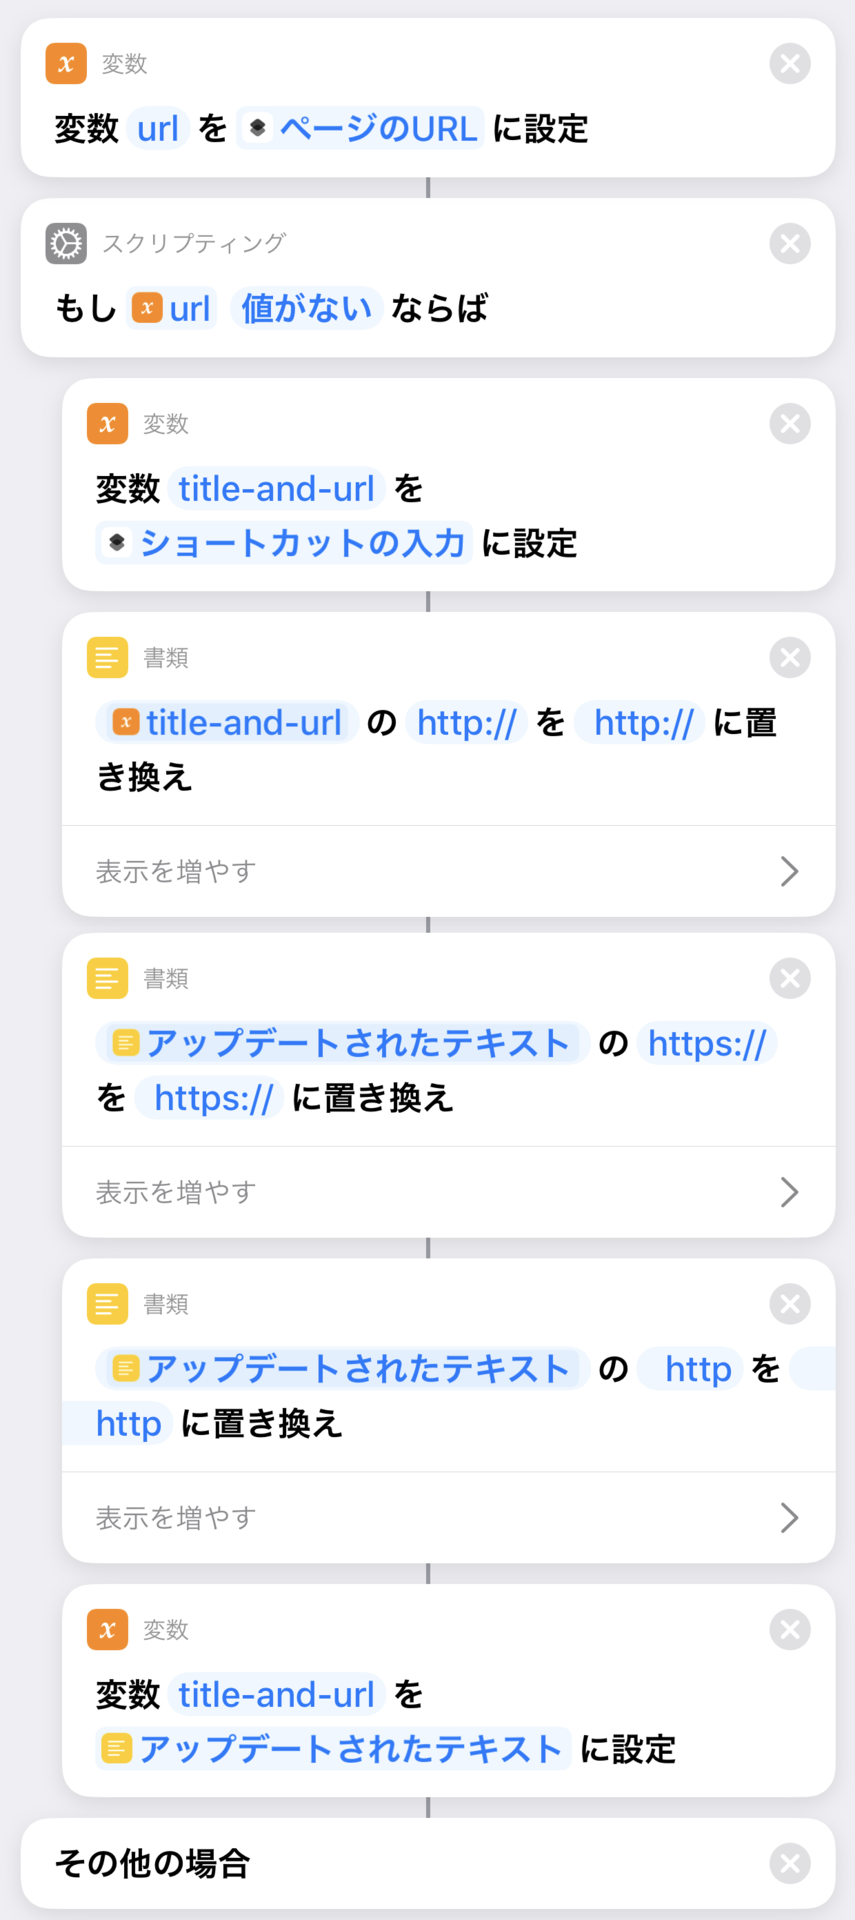 変数
変数 url を ページのURL に設定
スクリプティング
もし url 値がない ならば
変数
変数 title-and-url を
ショートカットの入力 に設定
書類
title-and-url の http:// を http:// に置
き換え
表示を増やす
書類
アップデートされたテキスト の https://
を https:// に置き換え
表示を増やす
書類
アップデートされたテキスト の http を
http に置き換え
表示を増やす
変数
変数 title-and-url を
アップデートされたテキスト に設定
その他の場合